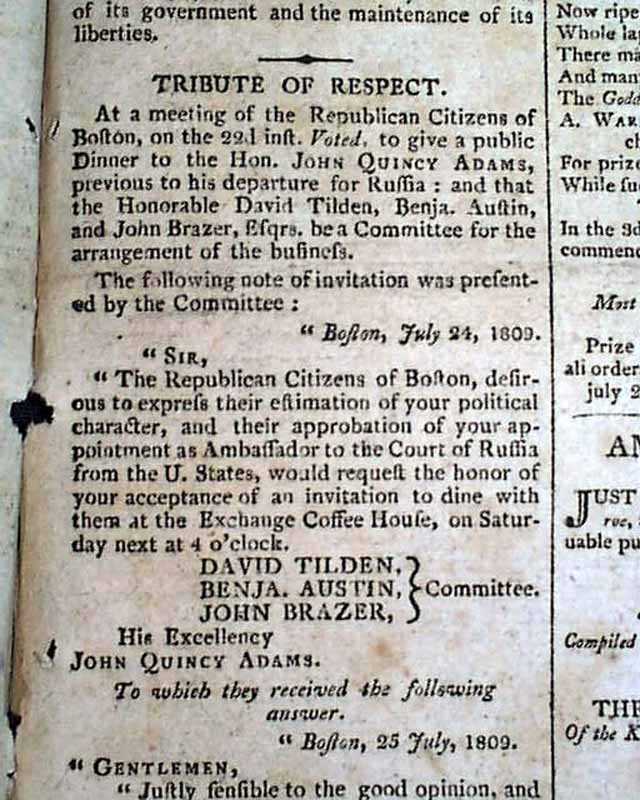 of its government and the maintenance of its
liberties.
TRIBUTE OF RESPECT.
At a meeting of the Republican Citizens of
Boſton, on the 22d inſt. Voted, to give a public
Dinner to the Hon. JOHN QUINCY ADAMS,
previous to his departure for Ruſſia : and that
the Honorable David Tilden, Benja. Auſtin,
and John Brazer, Eſqrs. be a Committee for the
arrangement of the buſineſs.
The following note of invitation was preſent-
ed by the Committee :
" Boſton, July 24, 1809.
" SIR,
" The Republican Citizens of Boſton, deſir-
ous to expreſs their eſtimation of your political
character, and their approbation of your ap-
pointment as Ambaſſador to the Court of Ruſſia
from the U. States, would requeſt the honor of
your acceptance of an invitation to dine with
them at the Exchange Coffee Houſe, on Satur-
day next at 4 o'clock.
DAVID TILDEN,
BENJA. AUSTIN, } Committee.
JOHN BRAZER,
His Excellency
JOHN QUINCY ADAMS.
To which they received the following
answer.
" Boſton, 25 July, 1809.
" GENTLEMEN,
" Juſtly ſenſible to the good opinion, and
Now ripe
Whole
There
And man
The
A. WAR
For prize
While
In the 3d
commenc
Moſt
Prize
ali order
july 2
AN
JUST
roe,
uable pu
Compiled
THE
Of the K